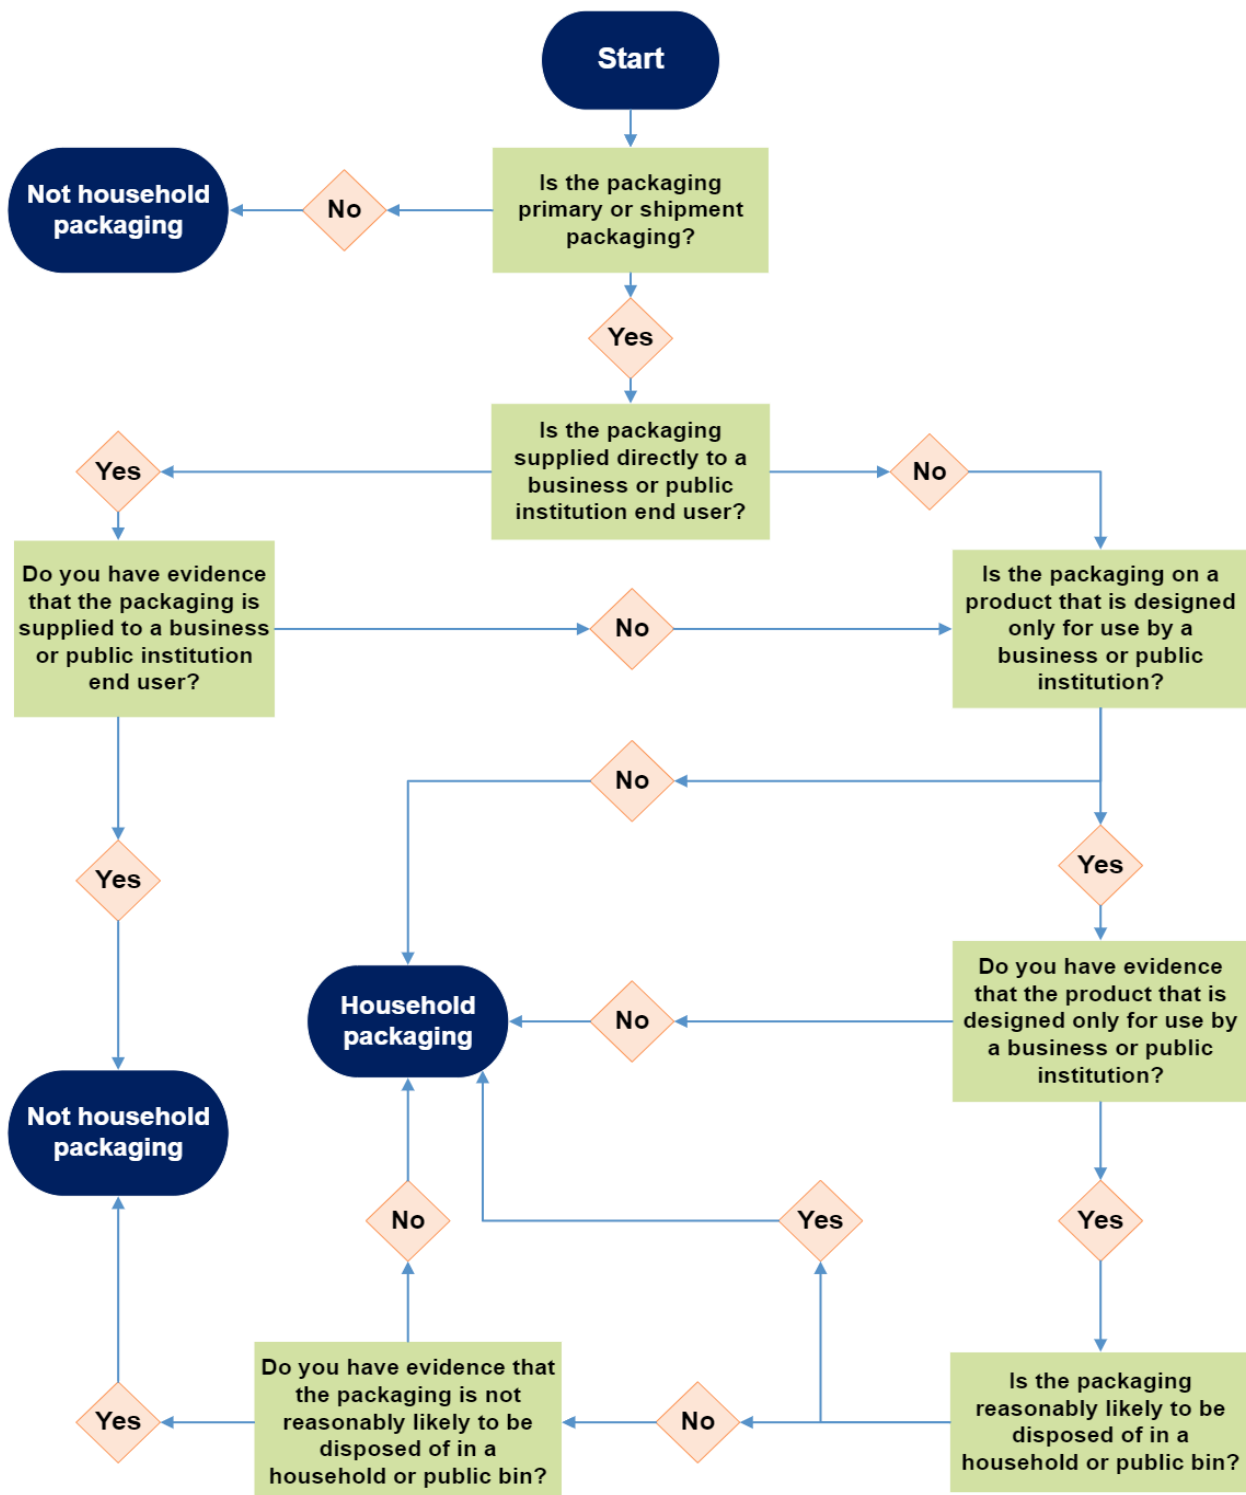 Start
Not household
packaging
No
Is the packaging
primary or shipment
packaging?
Yes
Is the packaging
supplied directly to a
business or public
institution end user?
Yes
No
Do you have evidence
that the packaging is
supplied to a business
or public institution
end user?
No
Is the packaging on a
product that is designed
only for use by a
business or public
institution?
No
Yes
Yes
Household
packaging
No
Do you have evidence
that the product that is
designed only for use by
a business or public
institution?
Not household
packaging
No
Yes
Yes
Yes
Do you have evidence that
the packaging is not
reasonably likely to be
disposed of in a
household or public bin?
No
Is the packaging
reasonably likely to be
disposed of in a
household or public bin?